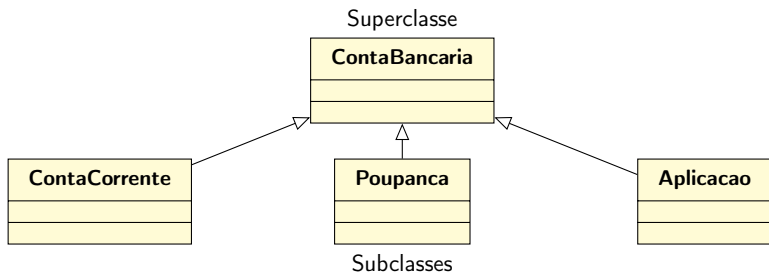 Superclasse
ContaBancaria
ContaCorrente
Poupanca
Aplicacao
Subclasses